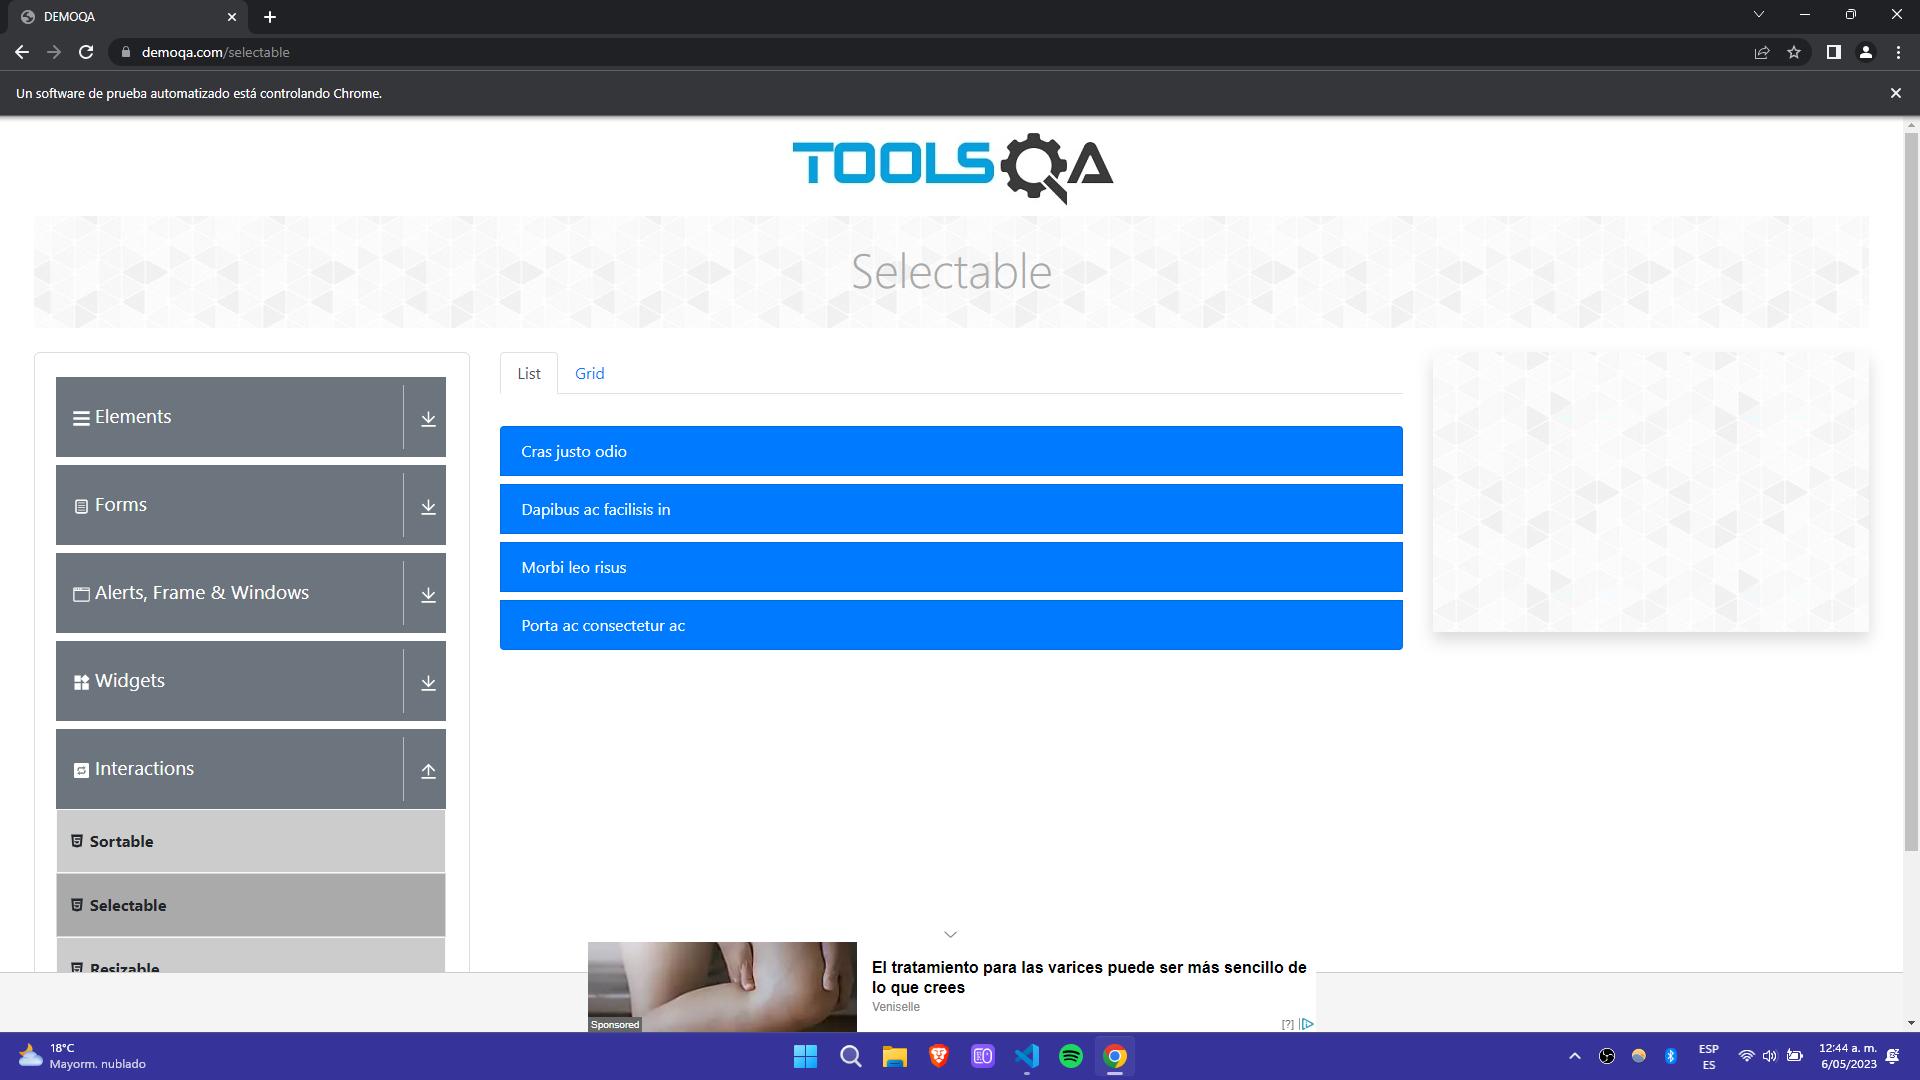 DEMOQA
demoqa.com/selectable
Un software de prueba automatizado está controlando Chrome.
TOOLSQA
Selectable
Elements
Forms
Alerts, Frame & Windows
Widgets
Interactions
Sortable
Selectable
Resizable
List
Grid
Cras justo odio
Dapibus ac facilisis in
Morbi leo risus
Porta ac consectetur ac
El tratamiento para las varices puede ser más sencillo de
lo que crees
Veniselle
Sponsored
[?]
18°C
Mayorm. nublado
ESP
ES
12:44 a. m.
6/05/2023